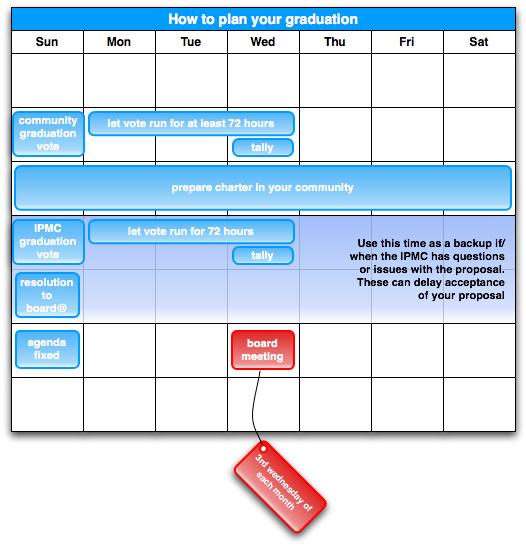 How to plan your graduation
Sun Mon Tue Wed Thu Fri Sat
community
graduation
vote
let vote run for at least 72 hours
tally
prepare charter in your community
IPMC
graduation
vote
let vote run for 72 hours
tally
Use this time as a backup if/
when the IPMC has questions
or issues with the proposal.
These can delay acceptance
of your proposal
resolution
to
board@
agenda
fixed
board
meeting
3rd wednesday of
each month